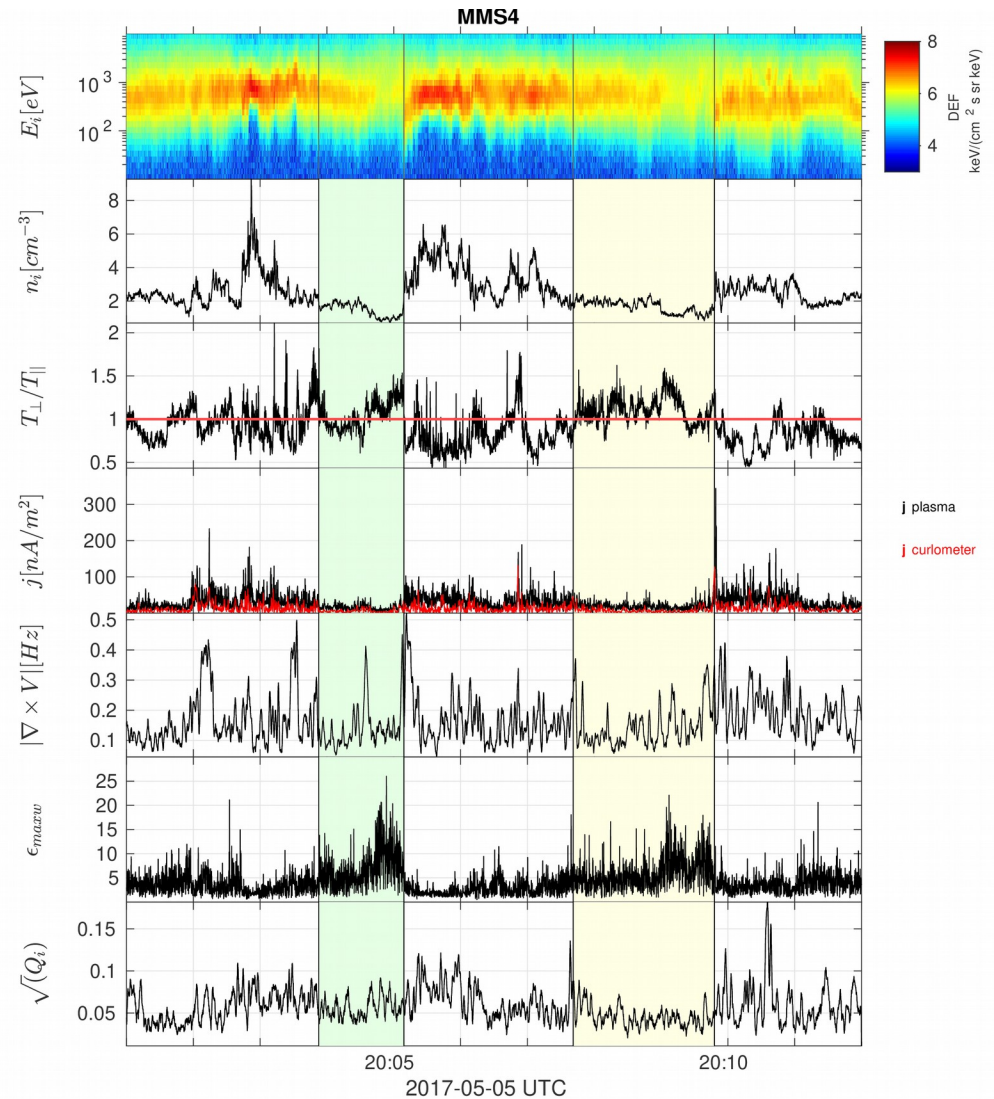 MMS4
E_i[eV]
10^3
10^2
8
6
4
DEF
keV/(cm^2 s sr keV)
n_i[cm^{-3}]
8
6
4
2
T_⊥/T_||
2
1.5
1
0.5
j[nA/m^2]
300
200
100
0
j plasma
j curlometer
|∇ × V|[Hz]
0.5
0.4
0.3
0.2
0.1
ϵ_{maxw}
25
20
15
10
5
√(Q_i)
0.15
0.1
0.05
20:05 20:10
2017-05-05 UTC